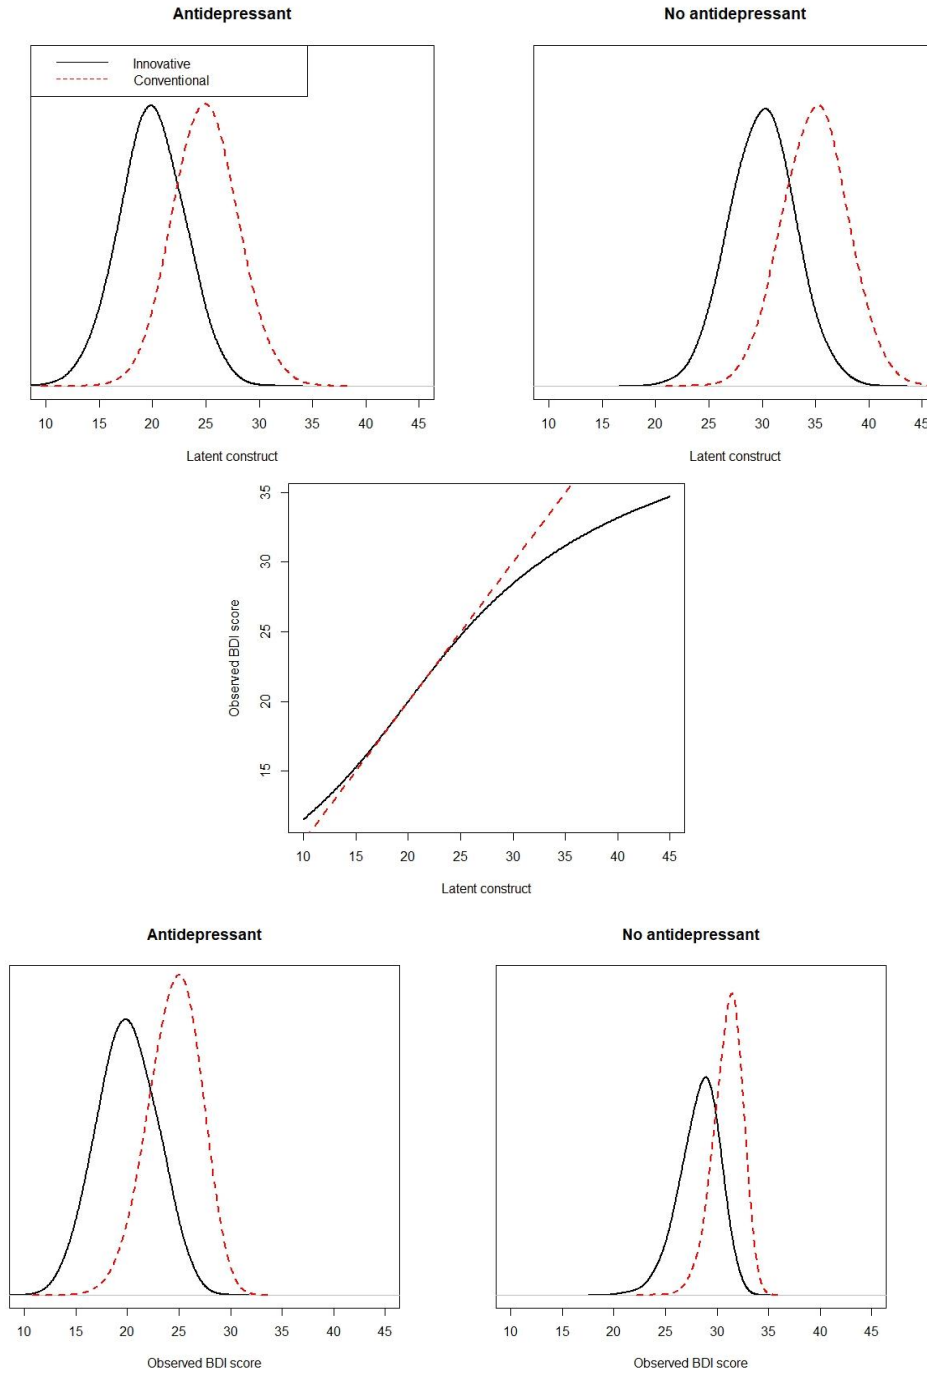 Antidepressant
No antidepressant
Innovative
Conventional
10 15 20 25 30 35 40 45
10 15 20 25 30 35 40 45
Latent construct
Latent construct
35
30
25
20
15
Observed BDI score
10 15 20 25 30 35 40 45
Latent construct
Antidepressant
No antidepressant
10 15 20 25 30 35 40 45
10 15 20 25 30 35 40 45
Observed BDI score
Observed BDI score